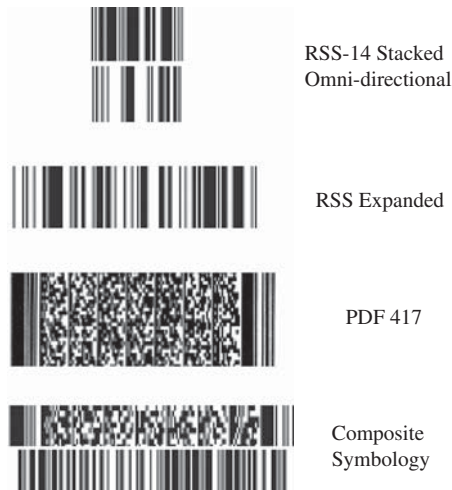 RSS-14 Stacked
Omni-directional
RSS Expanded
PDF 417
Composite
Symbology